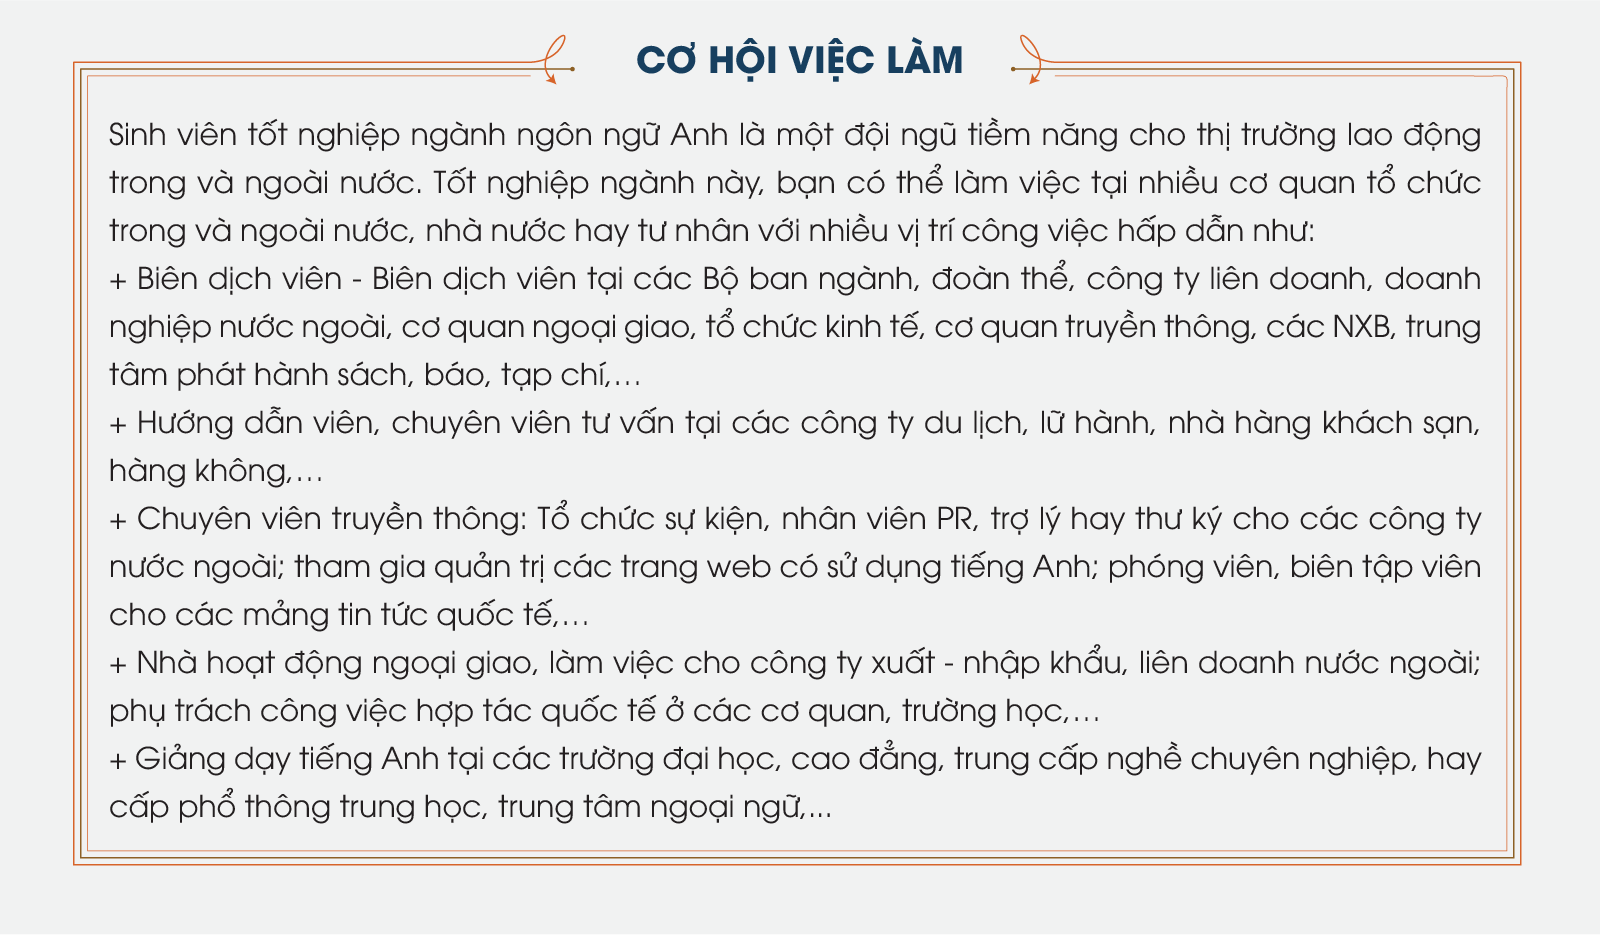 CƠ HỘI VIỆC LÀM
Sinh viên tốt nghiệp ngành ngôn ngữ Anh là một đội ngũ tiềm năng cho thị trường lao động
trong và ngoài nước. Tốt nghiệp ngành này, bạn có thể làm việc tại nhiều cơ quan tổ chức
trong và ngoài nước, nhà nước hay tư nhân với nhiều vị trí công việc hấp dẫn như:
+ Biên dịch viên - Biên dịch viên tại các Bộ ban ngành, đoàn thể, công ty liên doanh, doanh
nghiệp nước ngoài, cơ quan ngoại giao, tổ chức kinh tế, cơ quan truyền thông, các NXB, trung
tâm phát hành sách, báo, tạp chí,…
+ Hướng dẫn viên, chuyên viên tư vấn tại các công ty du lịch, lữ hành, nhà hàng khách sạn,
hàng không,…
+ Chuyên viên truyền thông: Tổ chức sự kiện, nhân viên PR, trợ lý hay thư ký cho các công ty
nước ngoài; tham gia quản trị các trang web có sử dụng tiếng Anh; phóng viên, biên tập viên
cho các mảng tin tức quốc tế,…
+ Nhà hoạt động ngoại giao, làm việc cho công ty xuất - nhập khẩu, liên doanh nước ngoài;
phụ trách công việc hợp tác quốc tế ở các cơ quan, trường học,…
+ Giảng dạy tiếng Anh tại các trường đại học, cao đẳng, trung cấp nghề chuyên nghiệp, hay
cấp phổ thông trung học, trung tâm ngoại ngữ,...